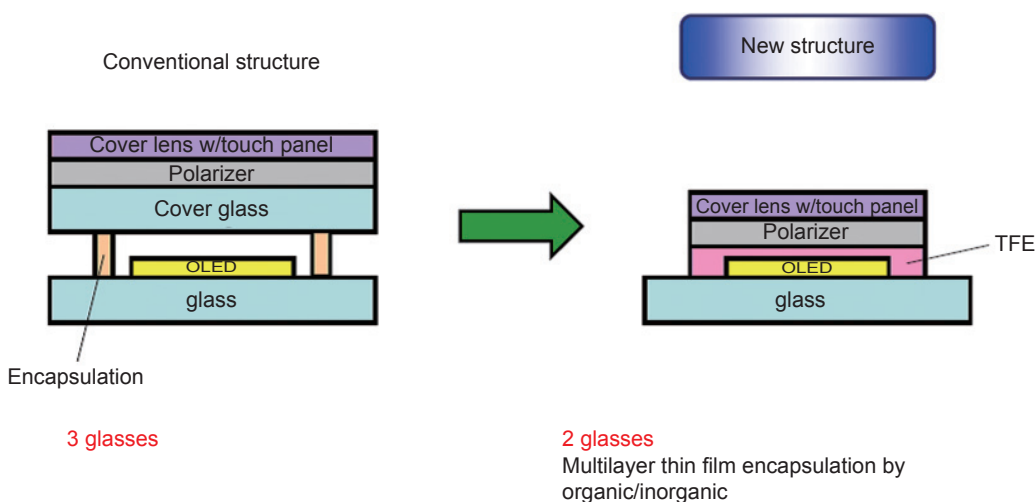 Conventional structure
New structure
Cover lens w/touch panel
Polarizer
Cover glass
OLED
glass
Encapsulation
3 glasses
Cover lens w/touch panel
Polarizer
TFE
OLED
glass
2 glasses
Multilayer thin film encapsulation by
organic/inorganic